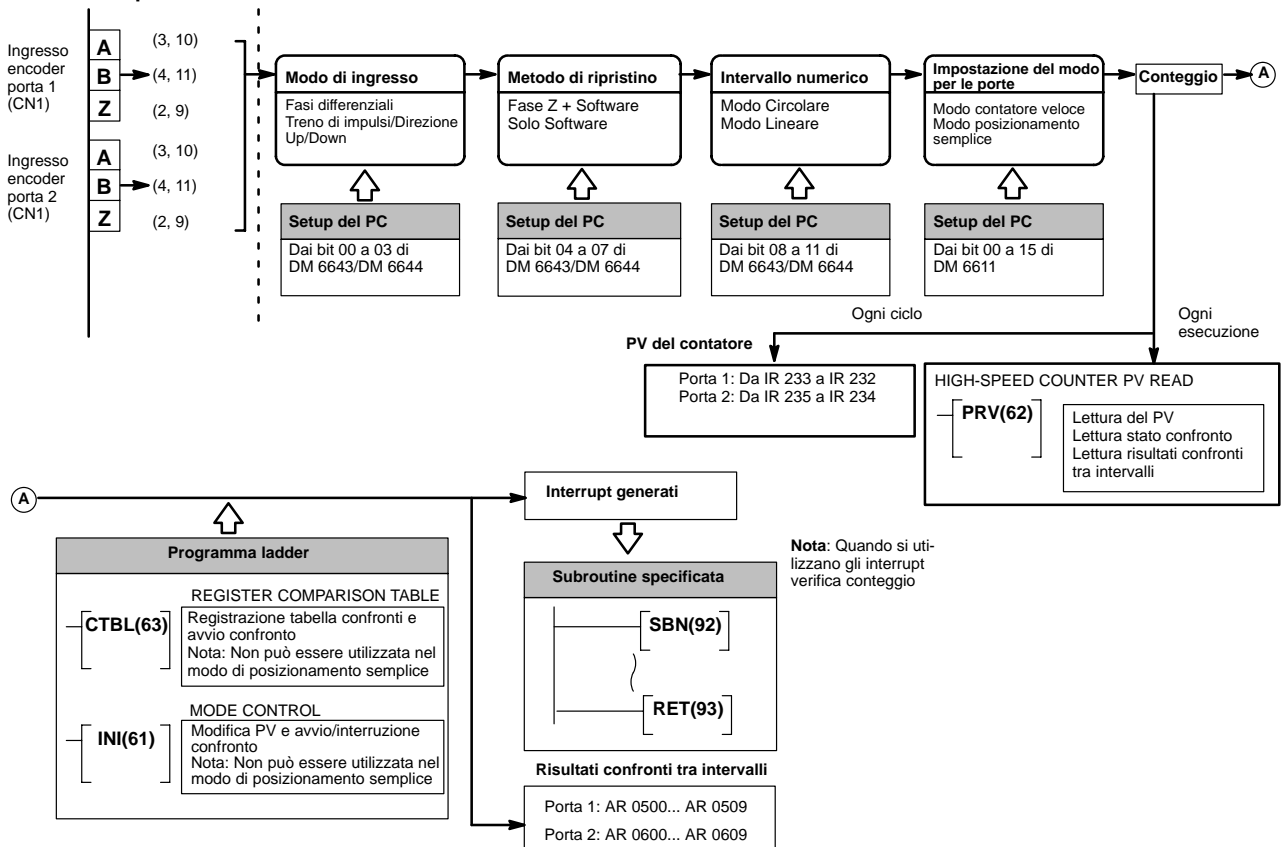 Ingresso
encoder
porta 1
(CN1)
A
(3, 10)
B
(4, 11)
Z
(2, 9)
Ingresso
encoder
porta 2
(CN1)
A
(3, 10)
B
(4, 11)
Z
(2, 9)
Modo di ingresso
Fasi differenziali
Treno di impulsi/Direzione
Up/Down
Metodo di ripristino
Fase Z + Software
Solo Software
Intervallo numerico
Modo Circolare
Modo Lineare
Impostazione del modo
per le porte
Modo contatore veloce
Modo posizionamento
semplice
Conteggio
A
Setup del PC
Dai bit 00 a 03 di
DM 6643/DM 6644
Setup del PC
Dai bit 04 a 07 di
DM 6643/DM 6644
Setup del PC
Dai bit 08 a 11 di
DM 6643/DM 6644
Setup del PC
Dai bit 00 a 15 di
DM 6611
Ogni ciclo
Ogni
esecuzione
PV del contatore
Porta 1: Da IR 233 a IR 232
Porta 2: Da IR 235 a IR 234
HIGH-SPEED COUNTER PV READ
PRV(62)
Lettura del PV
Lettura stato confronto
Lettura risultati confronti
tra intervalli
A
Programma ladder
REGISTER COMPARISON TABLE
CTBL(63)
Registrazione tabella confronti e
avvio confronto
Nota: Non può essere utilizzata nel
modo di posizionamento semplice
MODE CONTROL
INI(61)
Modifica PV e avvio/interruzione
confronto
Nota: Non può essere utilizzata nel
modo di posizionamento semplice
Interrupt generati
Subroutine specificata
SBN(92)
RET(93)
Nota: Quando si uti-
lizzano gli interrupt
verifica conteggio
Risultati confronti tra intervalli
Porta 1: AR 0500... AR 0509
Porta 2: AR 0600... AR 0609